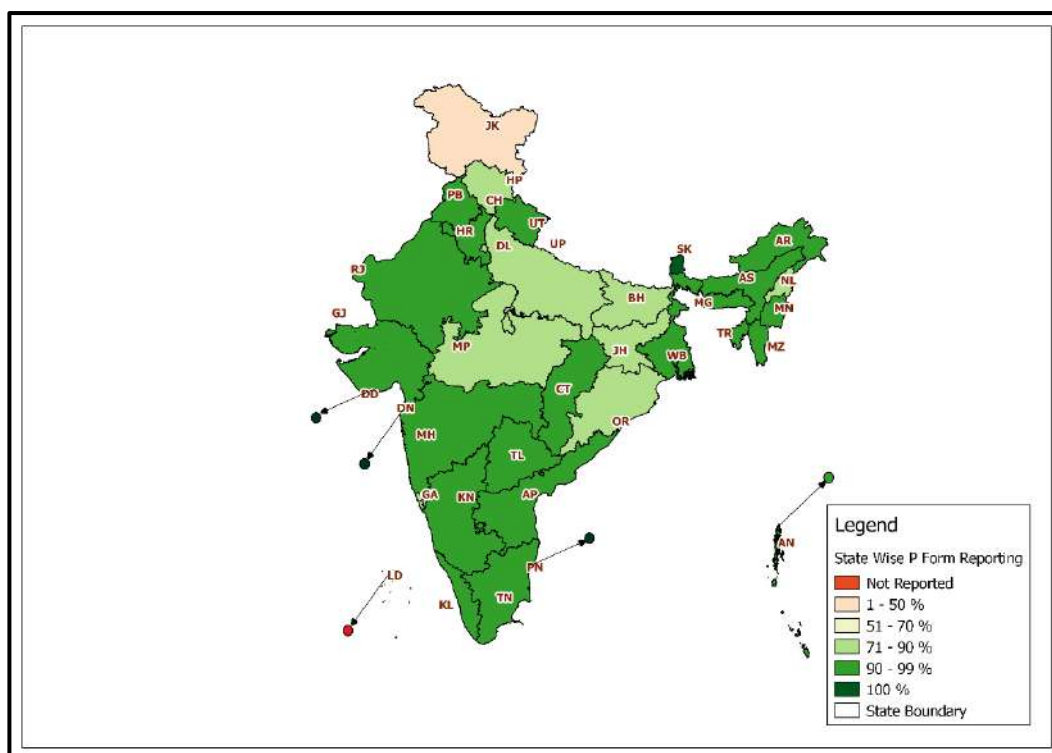 JK
HP
PB
CH
UT
HR
DL
UP
SK
AR
RJ
AS
NL
BH
MG
MN
GJ
TR
MZ
MP
JH
WB
CT
DD
DN
OR
MH
TL
GA
KN
AP
AN
PN
LD
KL
TN
Legend
State Wise P Form Reporting
Not Reported
1 - 50 %
51 - 70 %
71 - 90 %
90 - 99 %
100 %
State Boundary